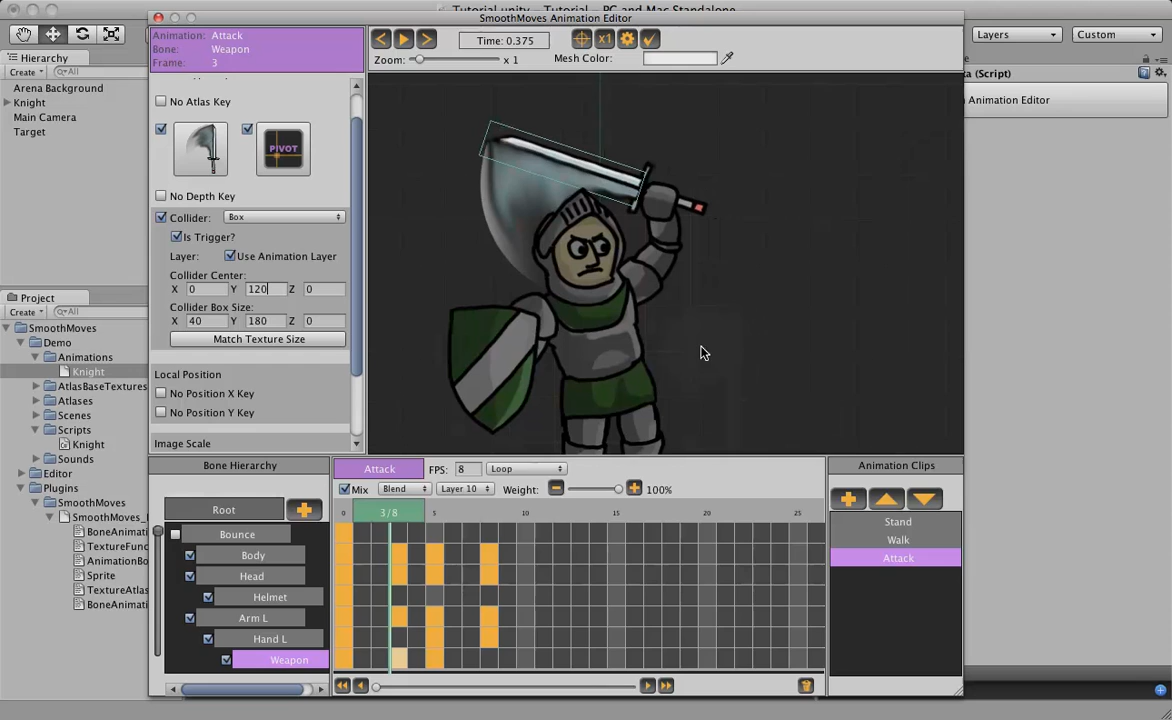 Tutorial.unity - Tutorial - PC and Mac Standalone
SmoothMoves Animation Editor
Layers
Custom
Hierarchy
Create
All
Arena Background
Knight
Main Camera
Target
Project
Create
All
SmoothMoves
Demo
Animations
Knight
AtlasBaseTextures
Atlases
Scenes
Scripts
Knight
Sounds
Editor
Plugins
SmoothMoves
SmoothMoves_
BoneAnimati
TextureFunc
AnimationBo
Sprite
TextureAtlas
BoneAnimati
Animation: Attack
Bone: Weapon
Frame: 3
No Atlas Key
PIVOT
No Depth Key
Collider: Box
Is Trigger?
Layer: Use Animation Layer
Collider Center:
X 0 Y 120 Z 0
Collider Box Size:
X 40 Y 180 Z 0
Match Texture Size
Local Position
No Position X Key
No Position Y Key
Image Scale
Time: 0.375
x1
Zoom: x 1
Mesh Color:
(Script)
Animation Editor
Bone Hierarchy
Root
Bounce
Body
Head
Helmet
Arm L
Hand L
Weapon
Attack FPS: 8 Loop
Mix Blend Layer 10 Weight: 100%
0 3/8 5 10 15 20 25
Animation Clips
Stand
Walk
Attack